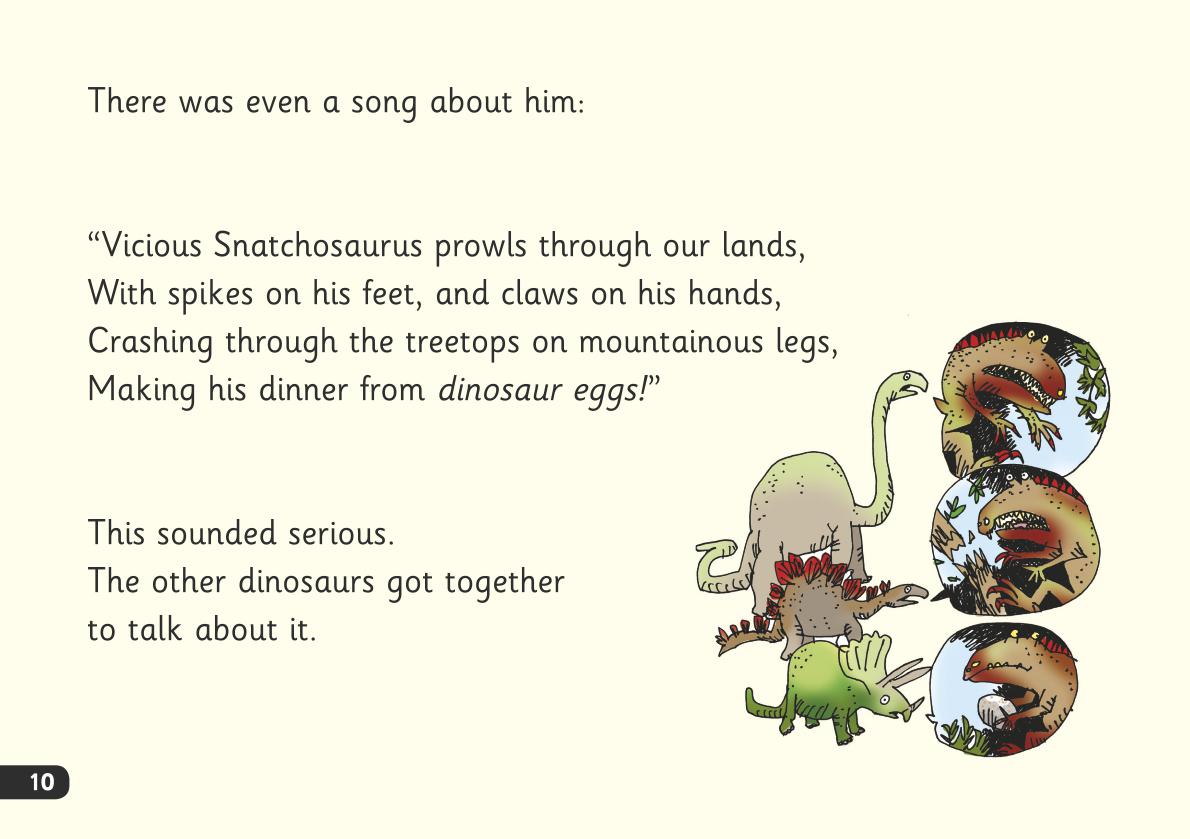 There was even a song about him:
“Vicious Snatchosaurus prowls through our lands,
With spikes on his feet, and claws on his hands,
Crashing through the treetops on mountainous legs,
Making his dinner from dinosaur eggs!”
This sounded serious.
The other dinosaurs got together
to talk about it.
10